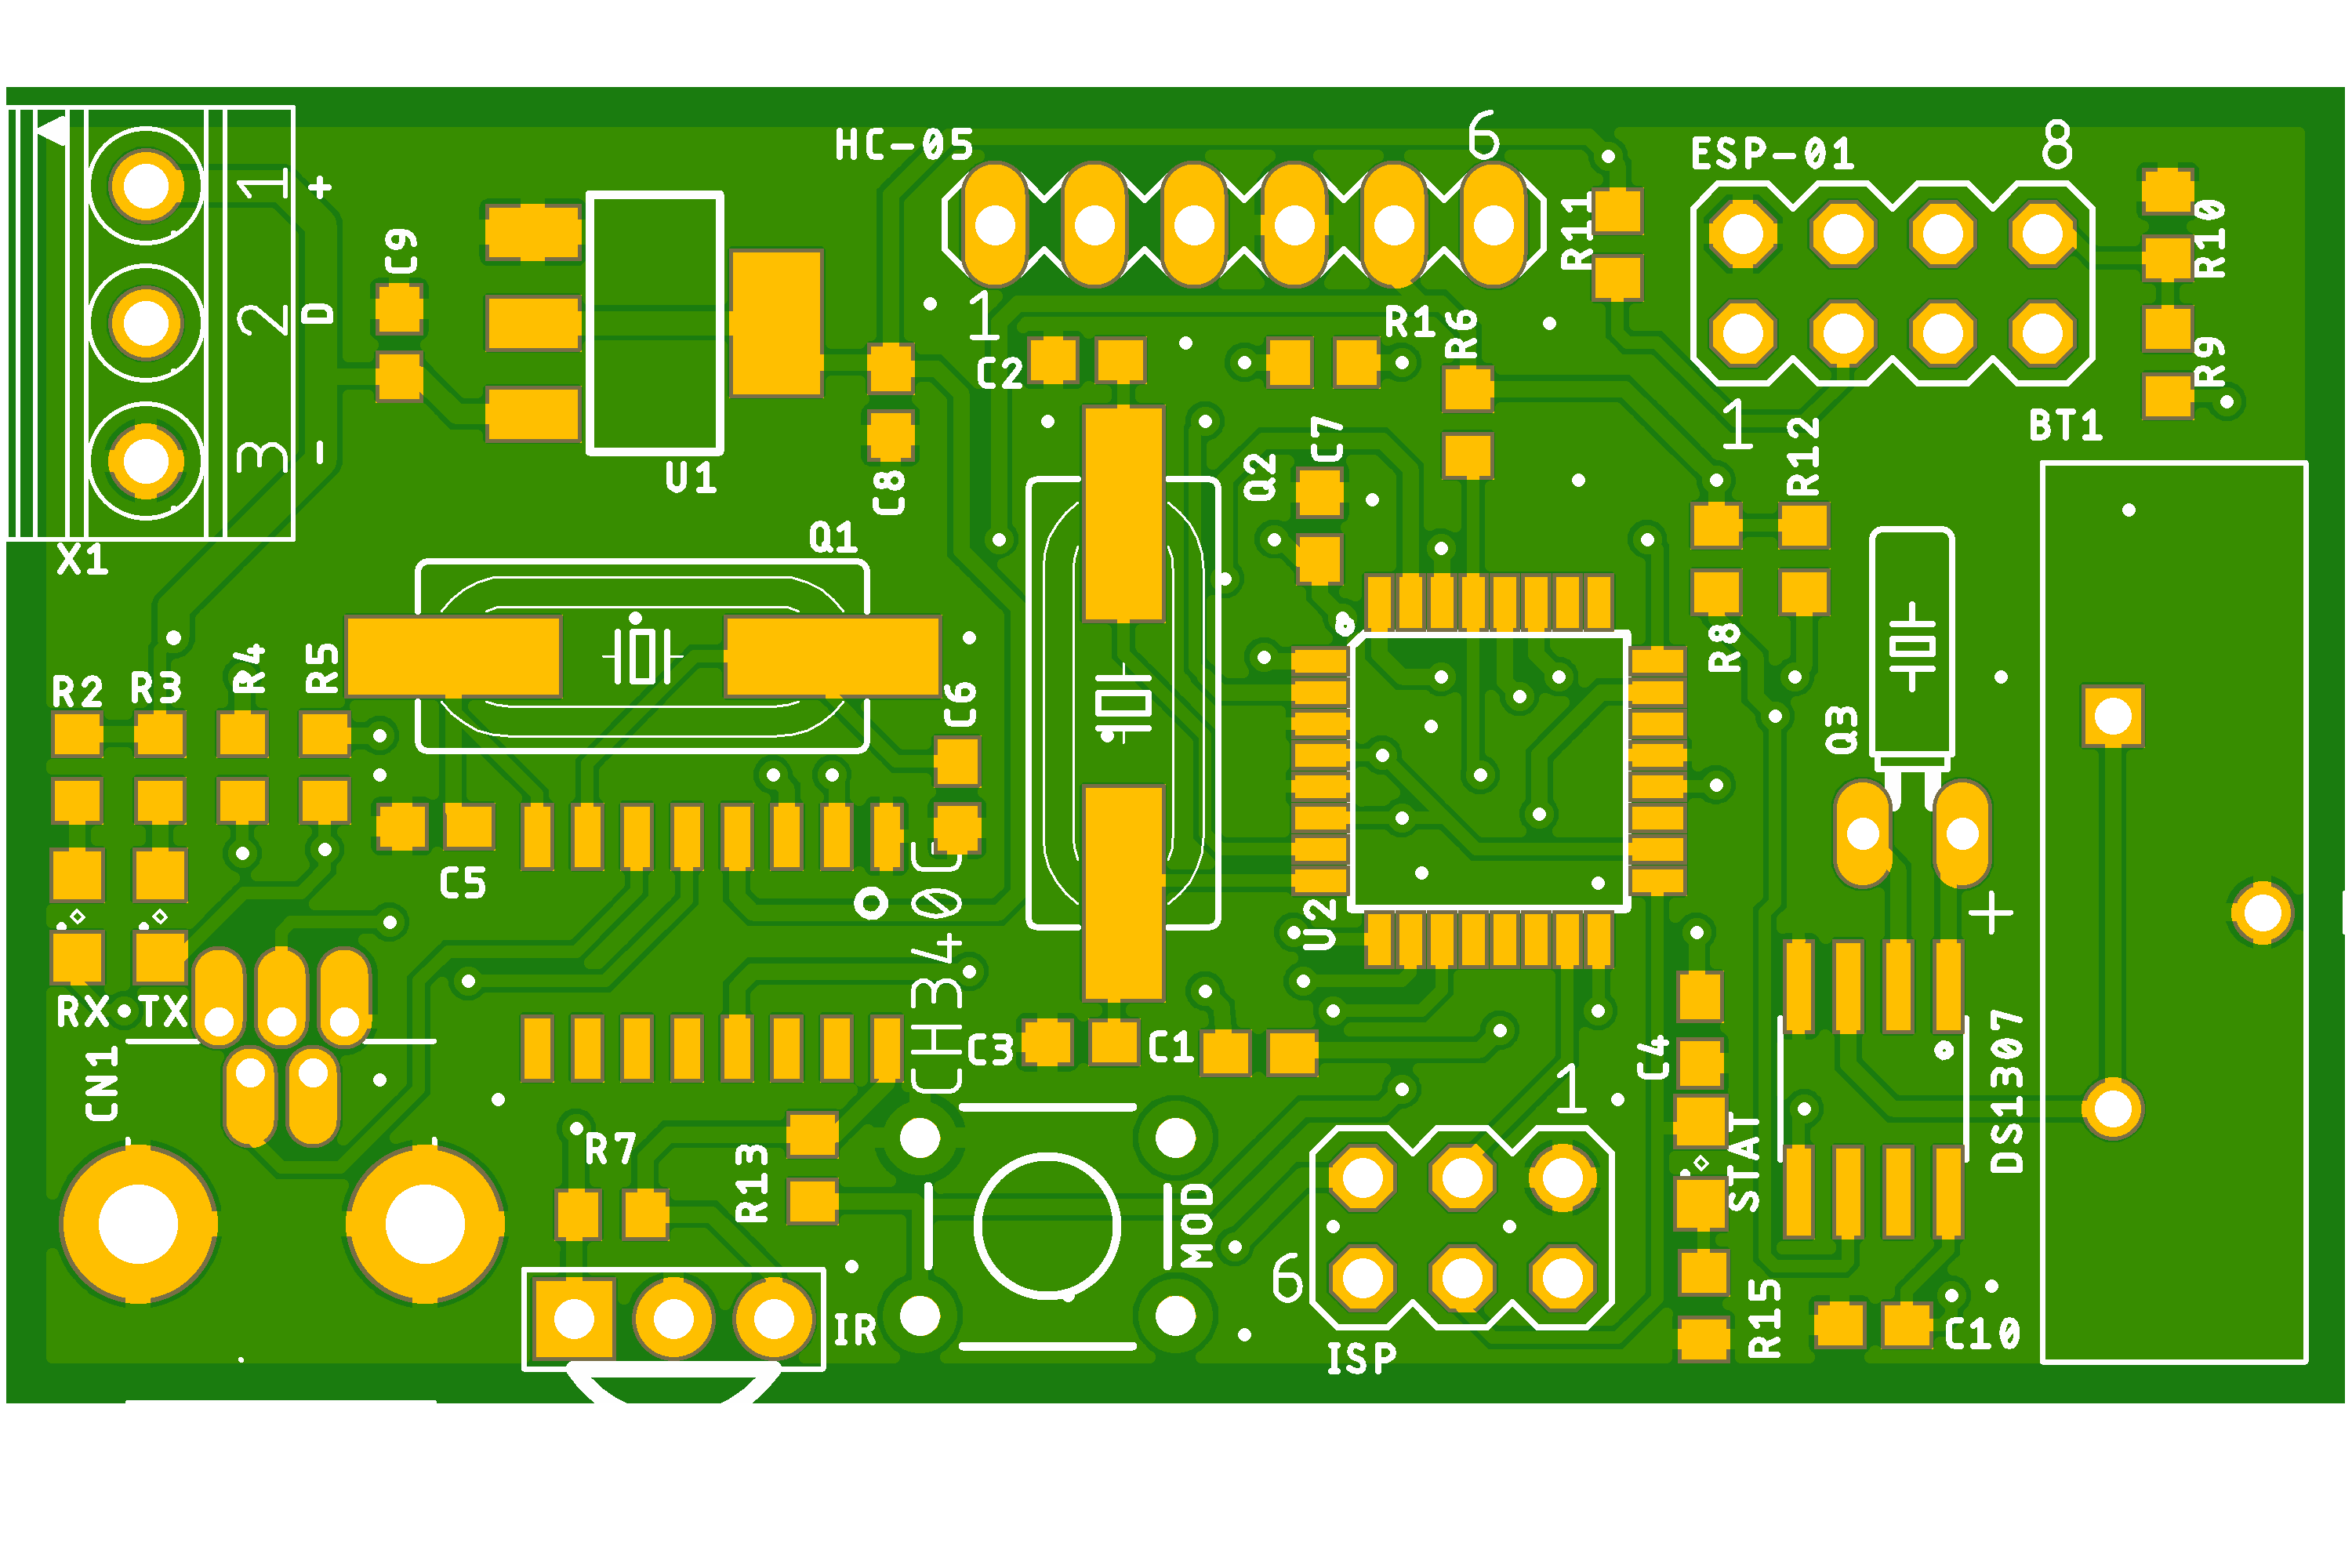 HC-05
6
ESP-01
8
1 +
R11
R10
C9
2 D
1
R1
R6
C2
R9
3 -
1
BT1
U1
C7
R12
Q2
C8
Q1
X1
R8
R4
R5
R2
R3
C6
Q3
C5
CH340C
U2
+
RX
TX
C3
C1
C4
DS1307
CN1
1
R7
R13
STAT
MOD
6
R15
IR
C10
ISP